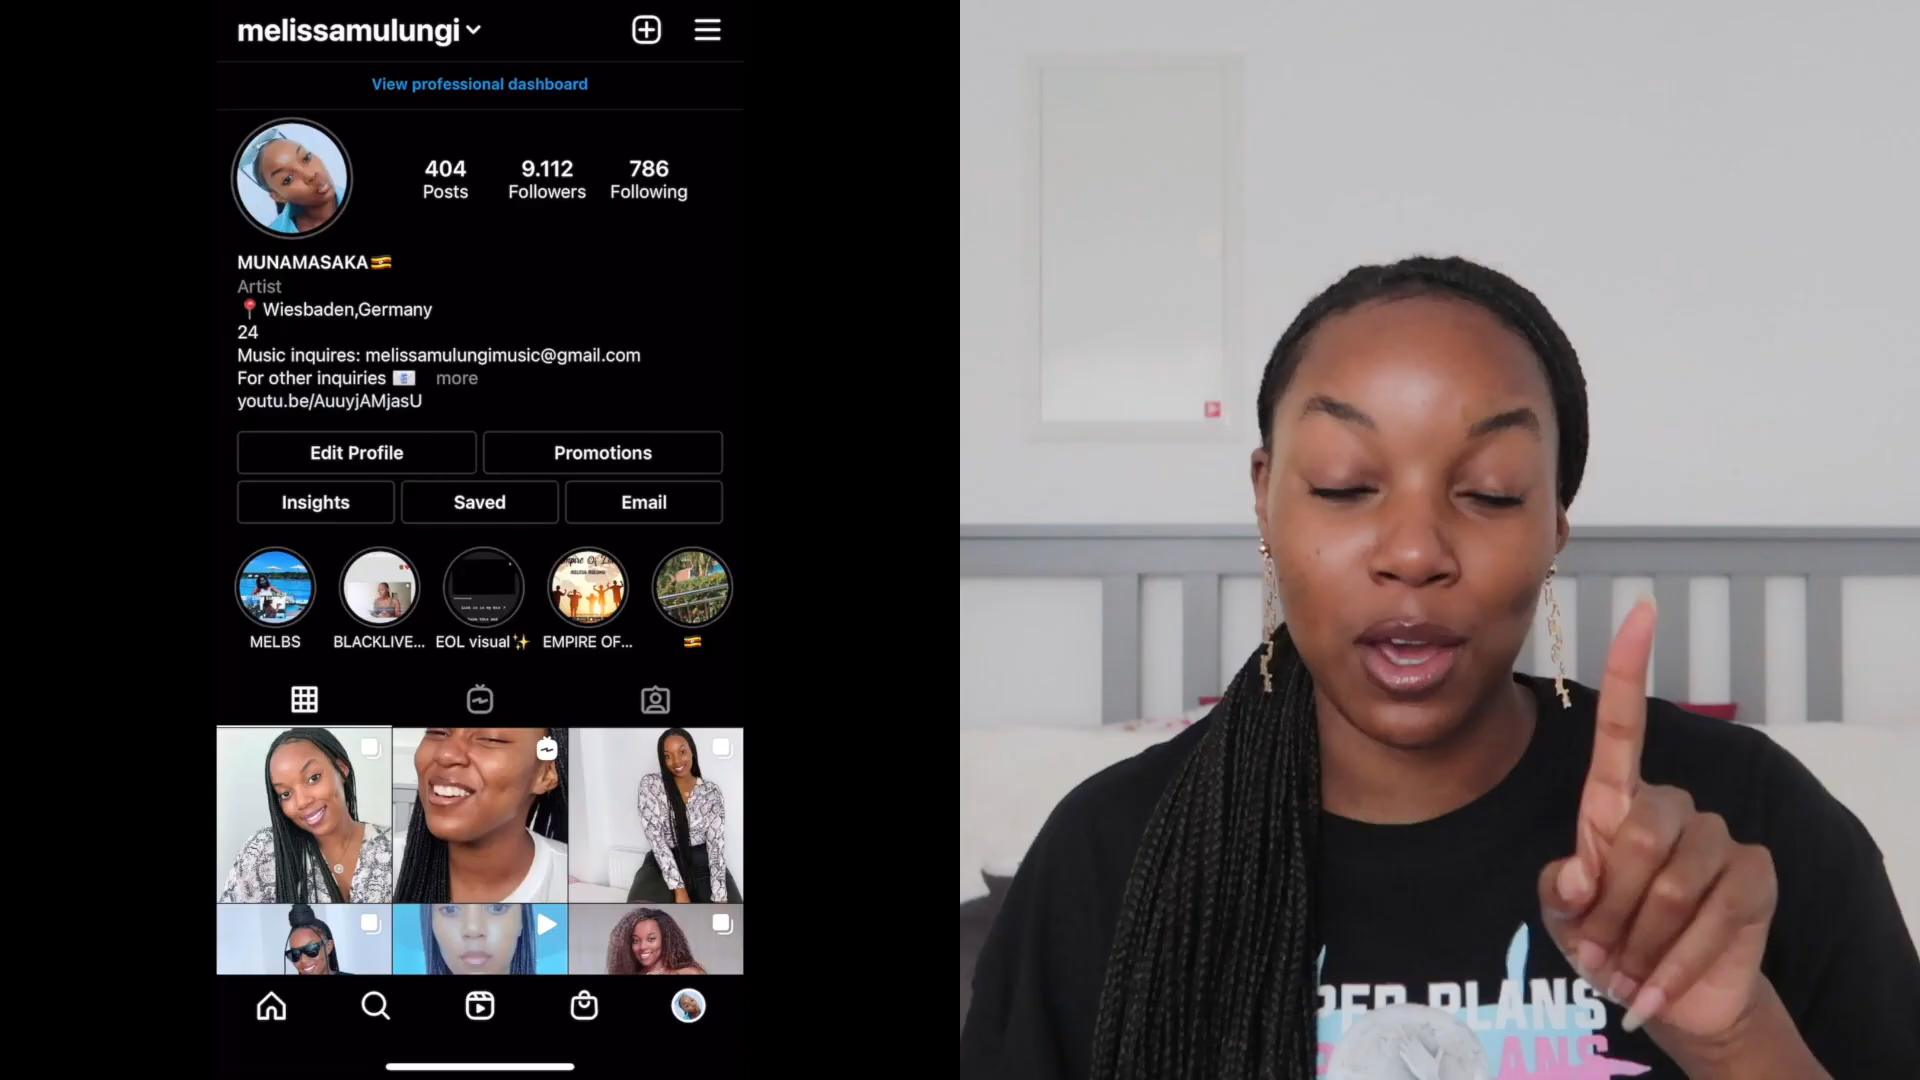 melissamulungi
View professional dashboard
404
Posts
9.112
Followers
786
Following
MUNAMASAKA🇺🇬
Artist
📍Wiesbaden,Germany
24
Music inquires: melissamulungimusic@gmail.com
For other inquiries 📧 more
youtu.be/AuuyjAMjasU
Edit Profile
Promotions
Insights
Saved
Email
MELBS
BLACKLIVE...
EOL visual✨
EMPIRE OF...
🇺🇬
PLANS